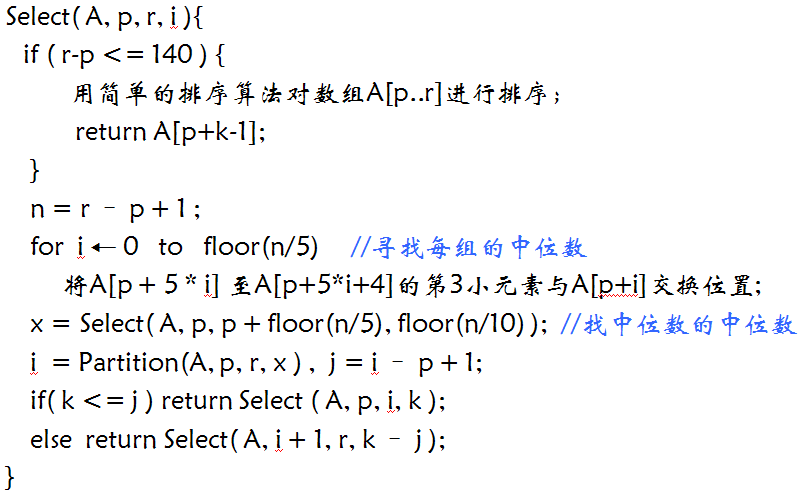 Select( A, p, r, i ){
if ( r-p <= 140 ) {
用简单的排序算法对数组A[p..r]进行排序；
return A[p+k-1];
}
n = r – p + 1 ;
for i ← 0 to floor(n/5) //寻找每组的中位数
将A[p + 5 * i] 至A[p+5*i+4]的第3小元素与A[p+i]交换位置;
x = Select( A, p, p + floor(n/5), floor(n/10) ); //找中位数的中位数
i = Partition(A, p, r, x ) , j = i – p + 1;
if( k <= j ) return Select ( A, p, i, k );
else return Select( A, i + 1, r, k – j );
}